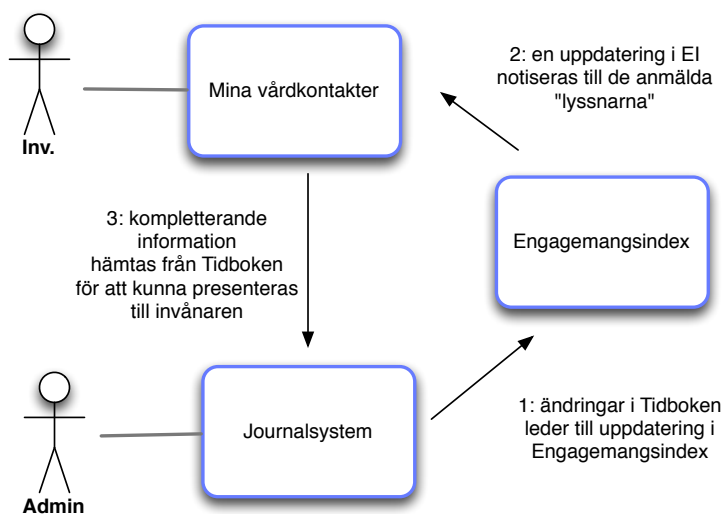 Mina vårdkontakter
2: en uppdatering i EI
notiseras till de anmälda
"lyssnarna"
Inv.
3: kompletterande
information
hämtas från Tidboken
för att kunna presenteras
till invånaren
Engagemangsindex
Journalsystem
1: ändringar i Tidboken
leder till uppdatering i
Engagemangsindex
Admin